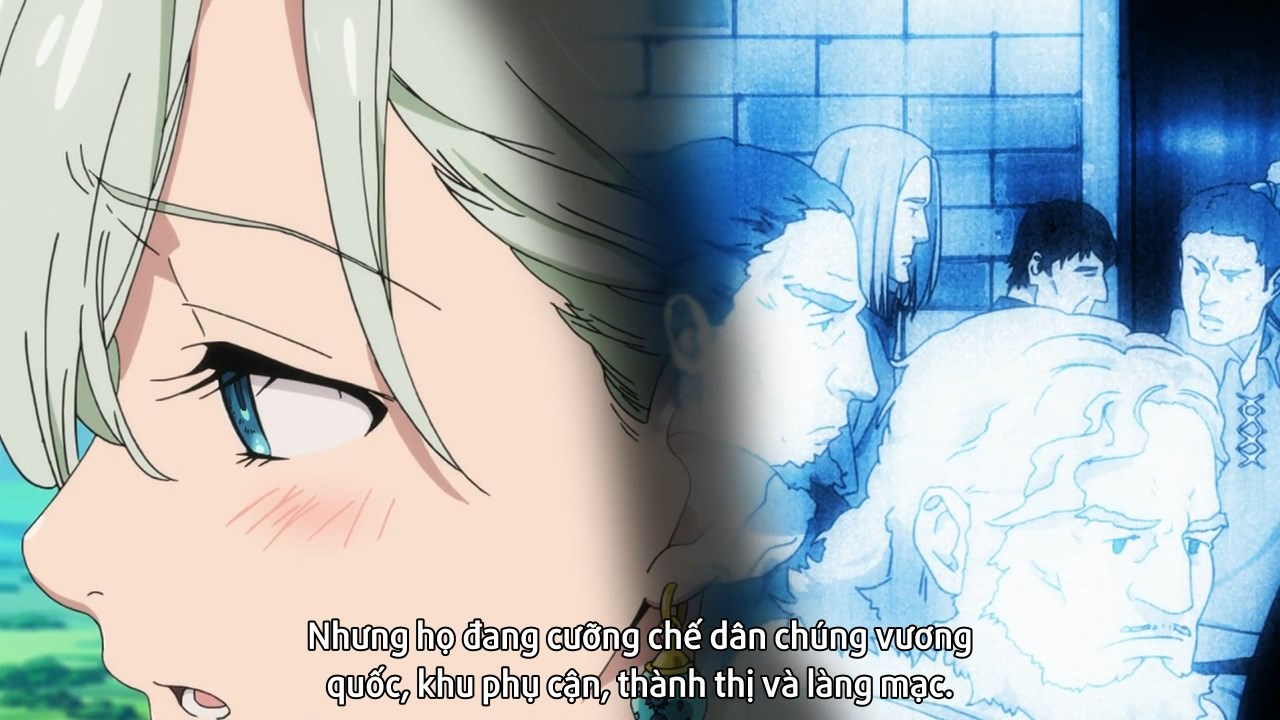 Nhưng họ đang cưỡng chế dân chúng vương
quốc, khu phụ cận, thành thị và làng mạc.